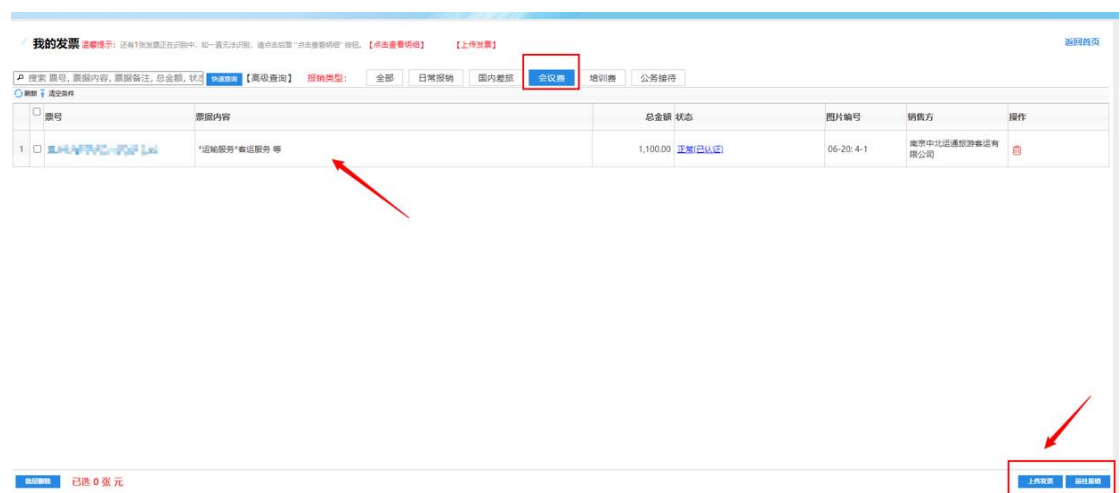 我的发票 温馨提示：还有1张发票正在识别中，如一直无法识别，请点击后面"点击查看明细"按钮。【点击查看明细】 【上传发票】 返回首页
搜索 票号, 票据内容, 票据备注, 总金额, 状态 快速查询 【高级查询】 报销类型： 全部 日常报销 国内差旅 会议费 培训费 公务接待
刷新 清空条件
票号 票据内容 总金额 状态 图片编号 销售方 操作
1 *运输服务*客运服务 等 1,100.00 正常(已认证) 06-20: 4-1 南京中北运通旅游客运有
限公司
批量删除 已选 0 张 元 上传发票 前往报销